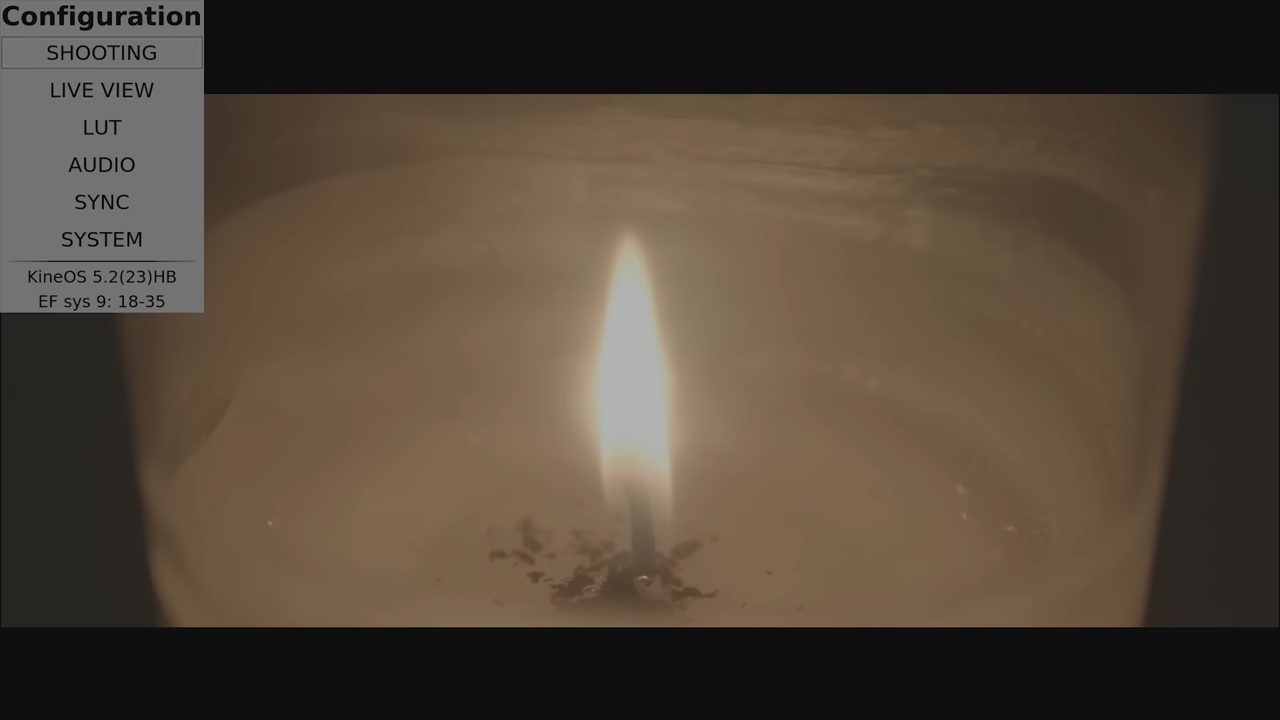 Configuration
SHOOTING
LIVE VIEW
LUT
AUDIO
SYNC
SYSTEM
KineOS 5.2(23)HB
EF sys 9: 18-35